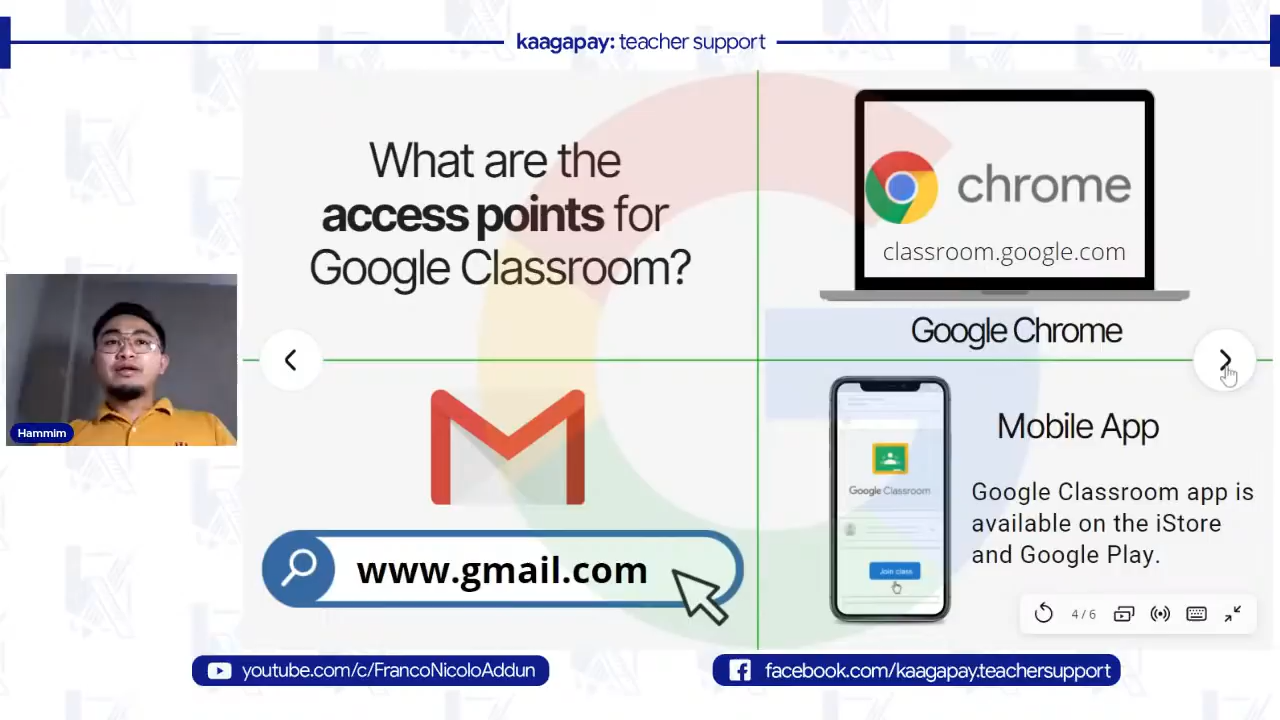 kaagapay: teacher support
What are the
access points for
Google Classroom?
chrome
classroom.google.com
Google Chrome
Hammim
www.gmail.com
Google Classroom
Join class
Mobile App
Google Classroom app is
available on the iStore
and Google Play.
4/6
youtube.com/c/FrancoNicoloAddun
facebook.com/kaagapay.teachersupport